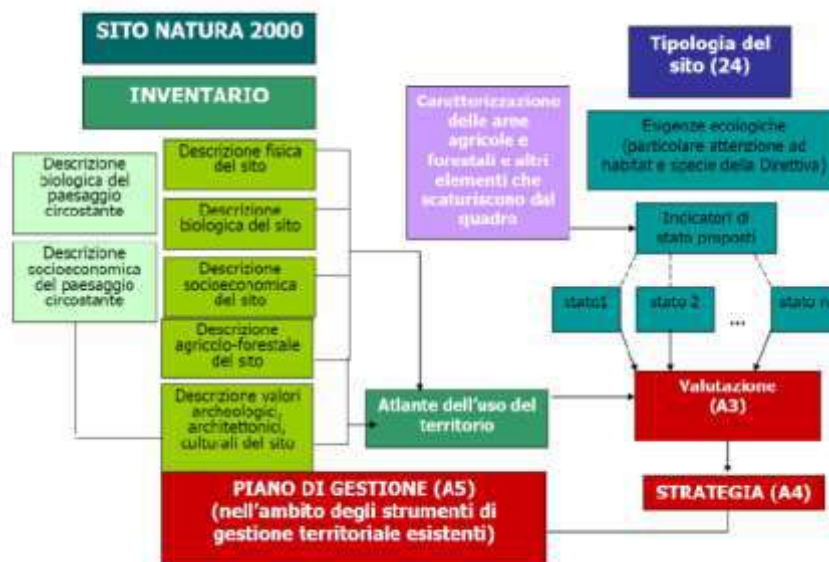 SITO NATURA 2000
INVENTARIO
Descrizione
biologica del
paesaggio
circostante
Descrizione
socioeconomica
del paesaggio
circostante
Descrizione fisica
del sito
Descrizione
biologica del sito
Descrizione
socioeconomica
del sito
Descrizione
agricolo-forestale
del sito
Descrizione valori
archeologici,
architettonici,
culturali del sito
Atlante dell'uso del
territorio
PIANO DI GESTIONE (A5)
(nell'ambito degli strumenti di
gestione territoriale esistenti)
Caratterizzazione
delle aree
agricole e
forestali e altri
elementi che
scaturiscono dal
quadro
Tipologia del
sito (24)
Esigenze ecologiche
(particolare attenzione ad
habitat e specie della Direttiva)
Indicatori di
stato proposti
stato1
stato 2
...
stato n
Valutazione
(A3)
STRATEGIA (A4)